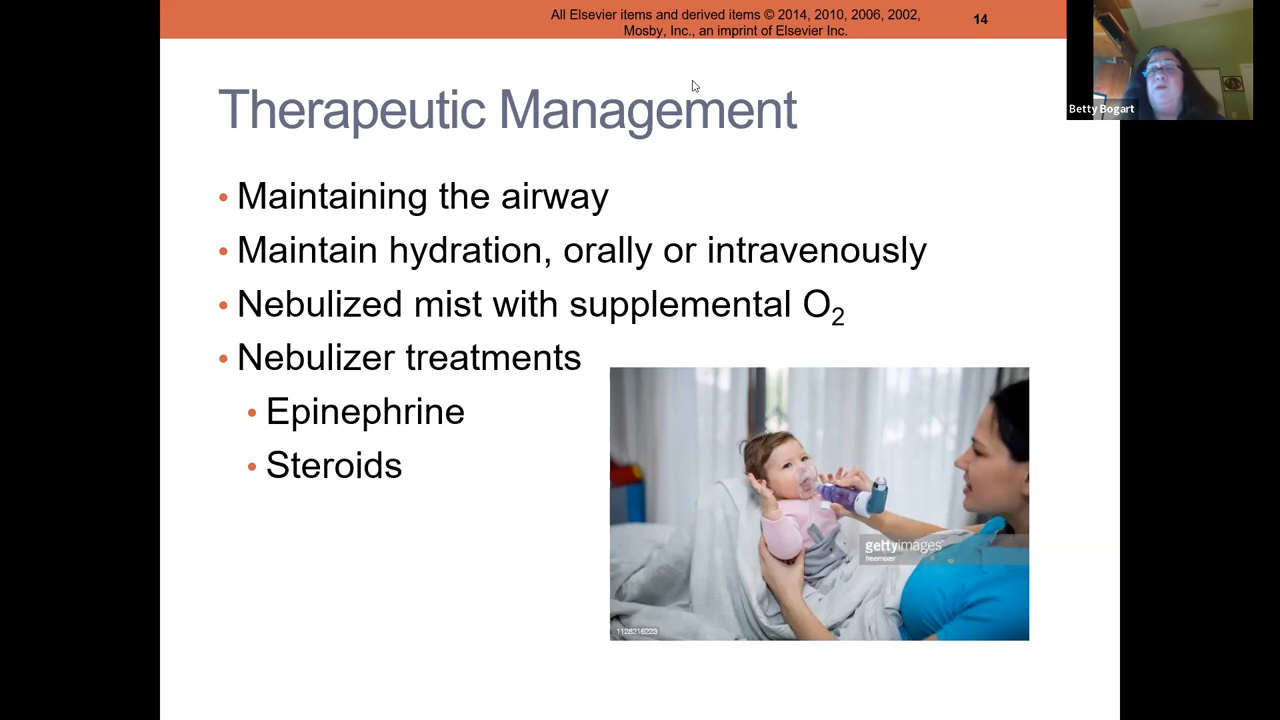 All Elsevier items and derived items © 2014, 2010, 2006, 2002,
Mosby, Inc., an imprint of Elsevier Inc.
14
Betty Bogart
Therapeutic Management
• Maintaining the airway
• Maintain hydration, orally or intravenously
• Nebulized mist with supplemental O₂
• Nebulizer treatments
• Epinephrine
• Steroids
gettyimages
freemixer
1128216223